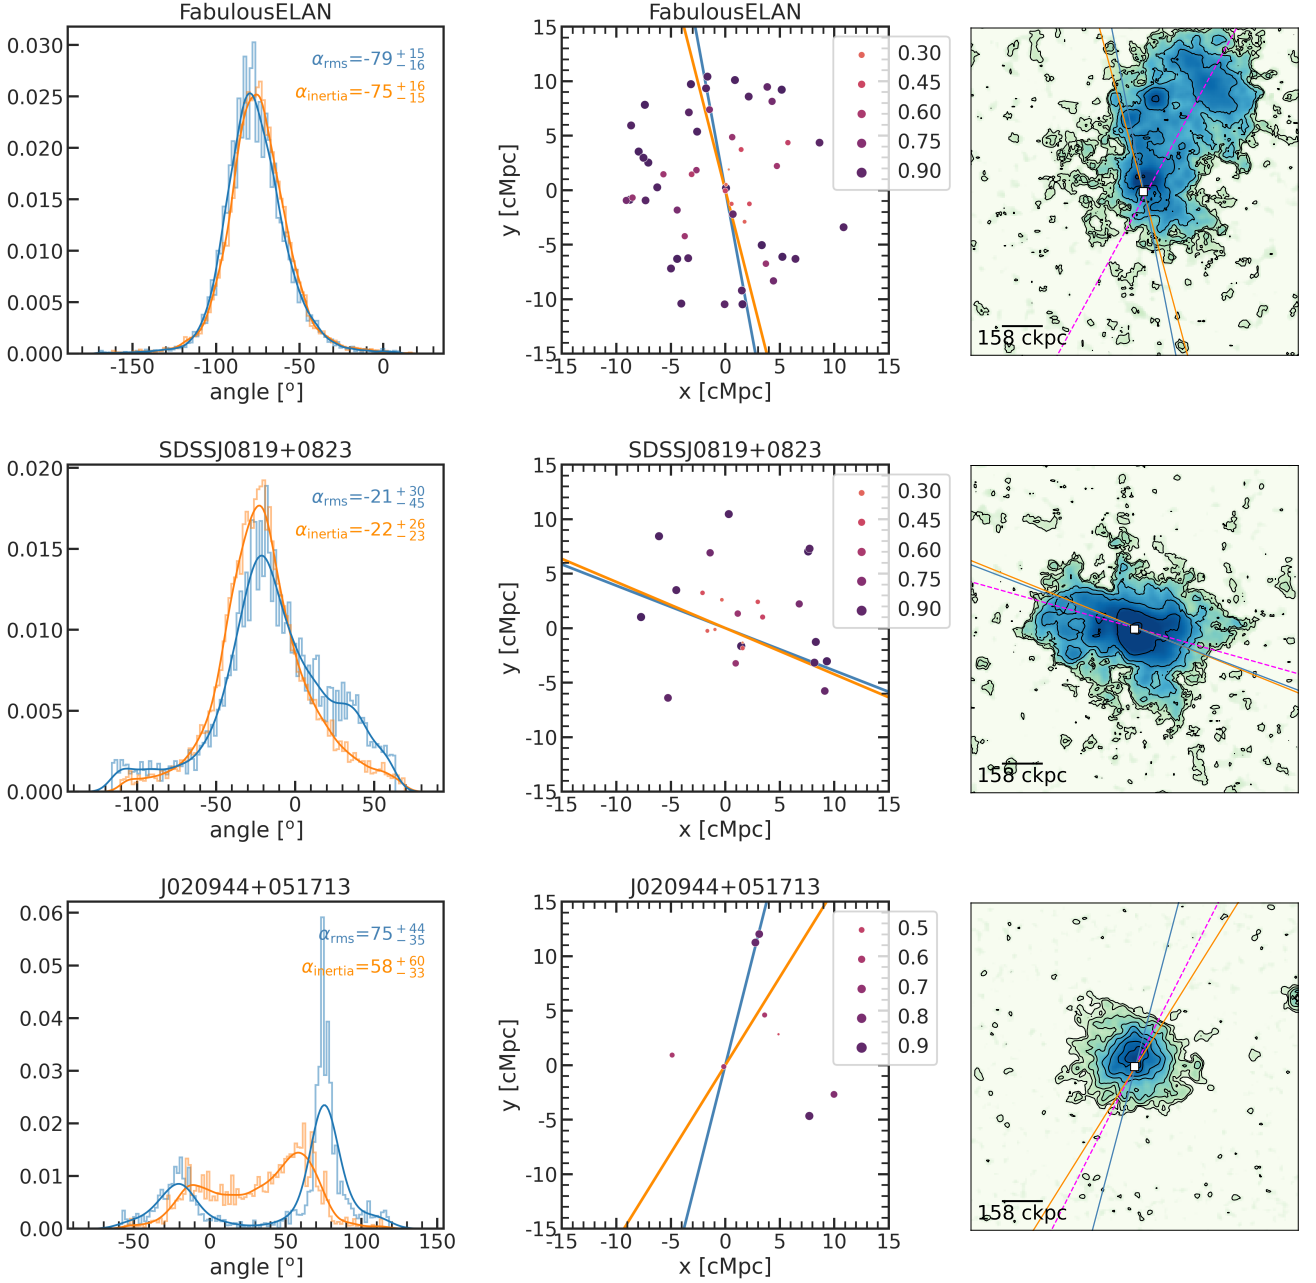 FabulousELAN
0.030
0.025
0.020
0.015
0.010
0.005
0.000
α_rms=-79 +15 −16
α_inertia=-75 +16 −15
-150 -100 -50 0
angle [°]
FabulousELAN
15
10
5
0
-5
-10
-15
y [cMpc]
0.30
0.45
0.60
0.75
0.90
-15 -10 -5 0 5 10 15
x [cMpc]
158 ckpc
SDSSJ0819+0823
0.020
0.015
0.010
0.005
0.000
α_rms=-21 +30 −45
α_inertia=-22 +26 −23
-100 -50 0 50
angle [°]
SDSSJ0819+0823
15
10
5
0
-5
-10
-15
y [cMpc]
0.30
0.45
0.60
0.75
0.90
-15 -10 -5 0 5 10 15
x [cMpc]
158 ckpc
J020944+051713
0.06
0.05
0.04
0.03
0.02
0.01
0.00
α_rms=75 +44 −35
α_inertia=58 +60 −33
-50 0 50 100 150
angle [°]
J020944+051713
15
10
5
0
-5
-10
-15
y [cMpc]
0.5
0.6
0.7
0.8
0.9
-15 -10 -5 0 5 10 15
x [cMpc]
158 ckpc